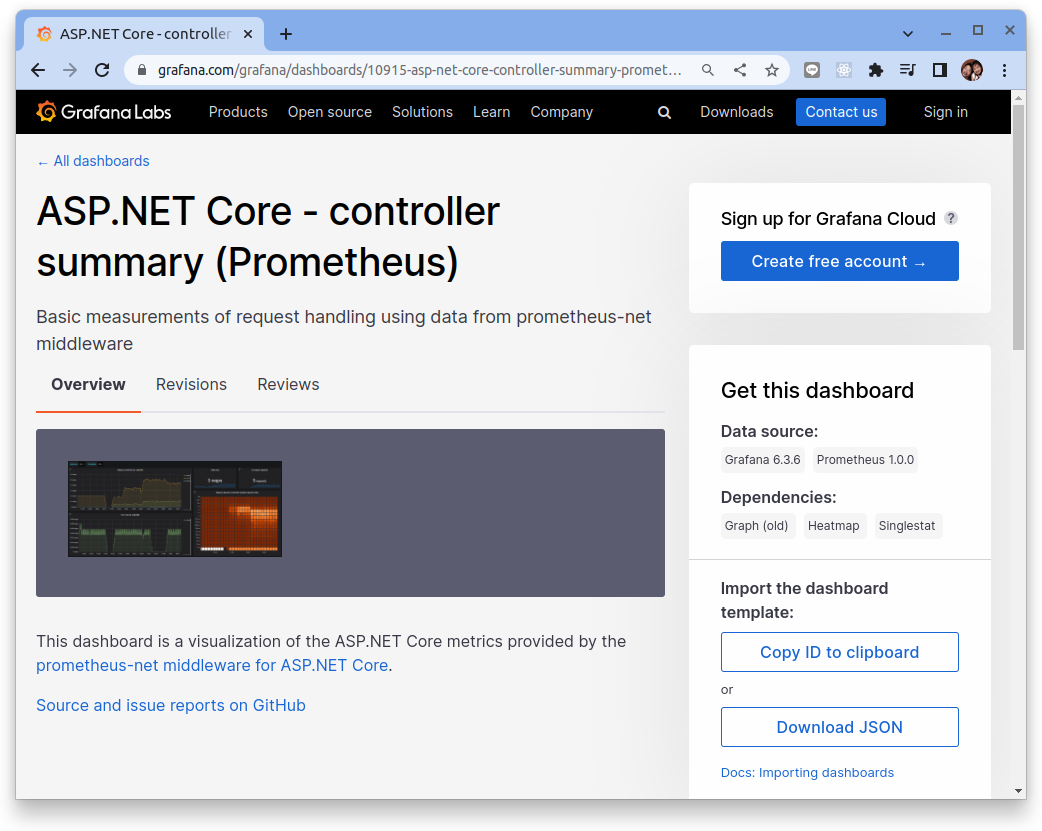 ASP.NET Core - controller
grafana.com/grafana/dashboards/10915-asp-net-core-controller-summary-promet...
Grafana Labs
Products
Open source
Solutions
Learn
Company
Downloads
Contact us
Sign in
← All dashboards
ASP.NET Core - controller
summary (Prometheus)
Basic measurements of request handling using data from prometheus-net
middleware
Overview
Revisions
Reviews
This dashboard is a visualization of the ASP.NET Core metrics provided by the
prometheus-net middleware for ASP.NET Core.
Source and issue reports on GitHub
Sign up for Grafana Cloud ?
Create free account →
Get this dashboard
Data source:
Grafana 6.3.6
Prometheus 1.0.0
Dependencies:
Graph (old)
Heatmap
Singlestat
Import the dashboard
template:
Copy ID to clipboard
or
Download JSON
Docs: Importing dashboards